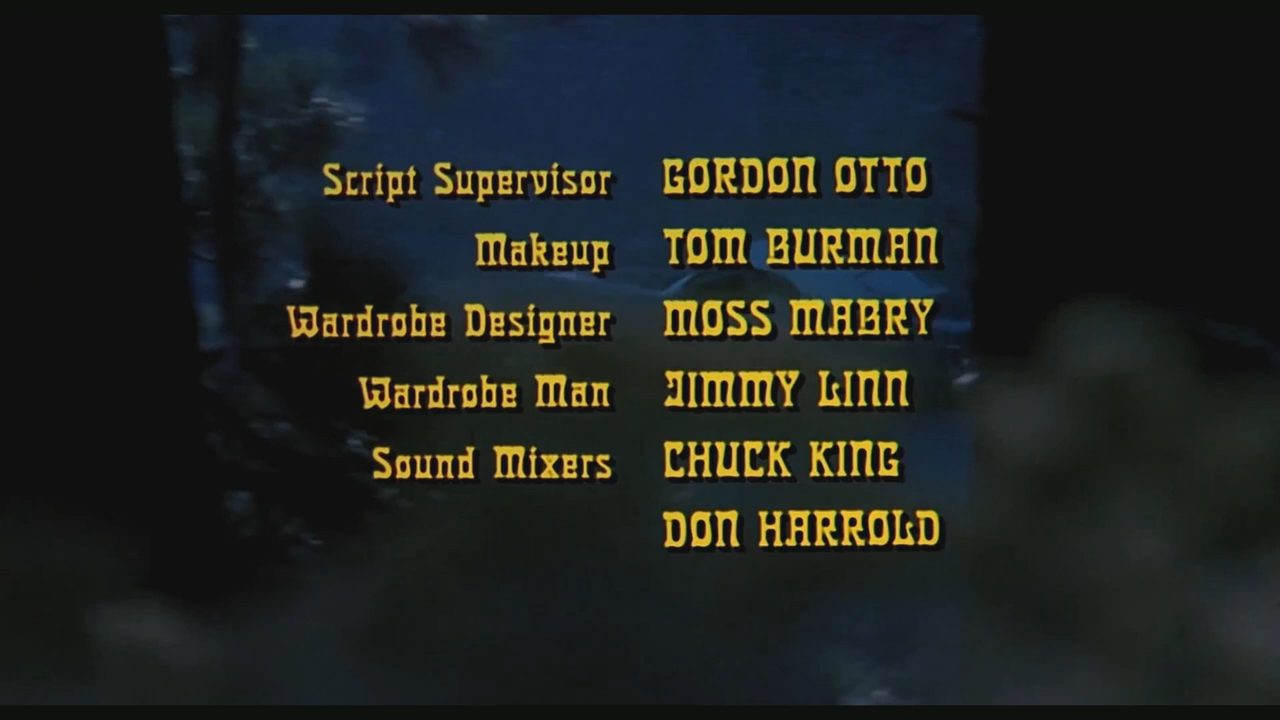 Script Supervisor GORDON OTTO
Makeup TOM BURMAN
Wardrobe Designer MOSS MABRY
Wardrobe Man JIMMY LINN
Sound Mixers CHUCK KING
DON HARROLD